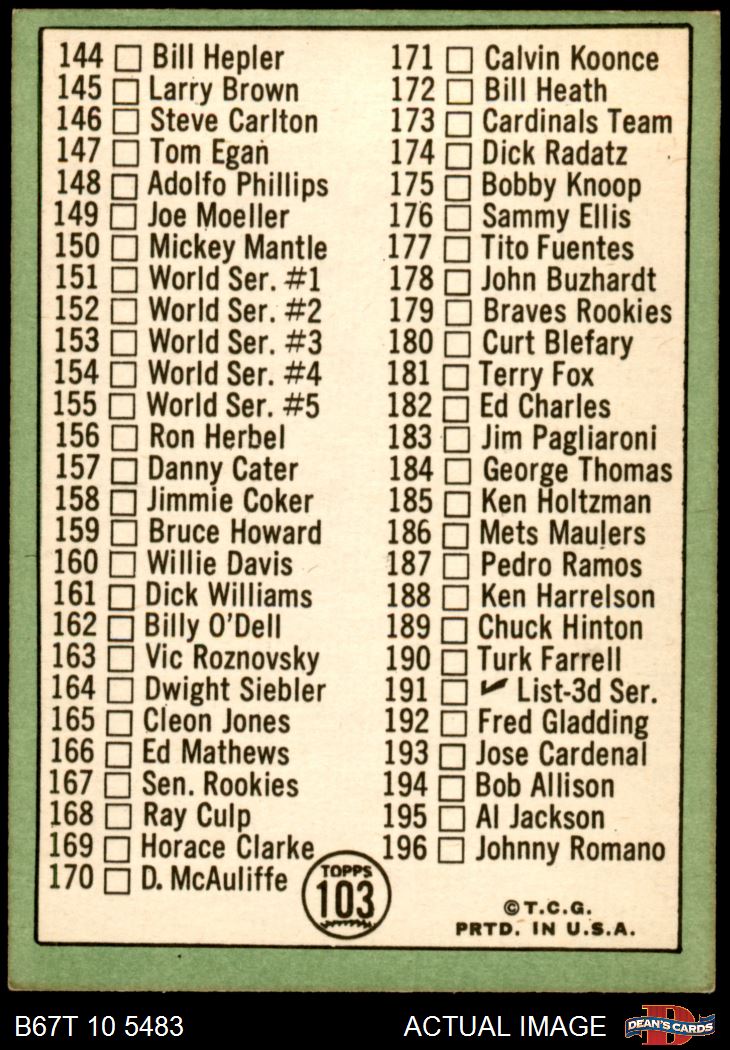 144 Bill Hepler
145 Larry Brown
146 Steve Carlton
147 Tom Egan
148 Adolfo Phillips
149 Joe Moeller
150 Mickey Mantle
151 World Ser. #1
152 World Ser. #2
153 World Ser. #3
154 World Ser. #4
155 World Ser. #5
156 Ron Herbel
157 Danny Cater
158 Jimmie Coker
159 Bruce Howard
160 Willie Davis
161 Dick Williams
162 Billy O'Dell
163 Vic Roznovsky
164 Dwight Siebler
165 Cleon Jones
166 Ed Mathews
167 Sen. Rookies
168 Ray Culp
169 Horace Clarke
170 D. McAuliffe
171 Calvin Koonce
172 Bill Heath
173 Cardinals Team
174 Dick Radatz
175 Bobby Knoop
176 Sammy Ellis
177 Tito Fuentes
178 John Buzhardt
179 Braves Rookies
180 Curt Blefary
181 Terry Fox
182 Ed Charles
183 Jim Pagliaroni
184 George Thomas
185 Ken Holtzman
186 Mets Maulers
187 Pedro Ramos
188 Ken Harrelson
189 Chuck Hinton
190 Turk Farrell
191 ✓ List-3d Ser.
192 Fred Gladding
193 Jose Cardenal
194 Bob Allison
195 Al Jackson
196 Johnny Romano
TOPPS
103
© T.C.G.
PRTD. IN U.S.A.
B67T 10 5483
ACTUAL IMAGE
D
DEAN'S CARDS